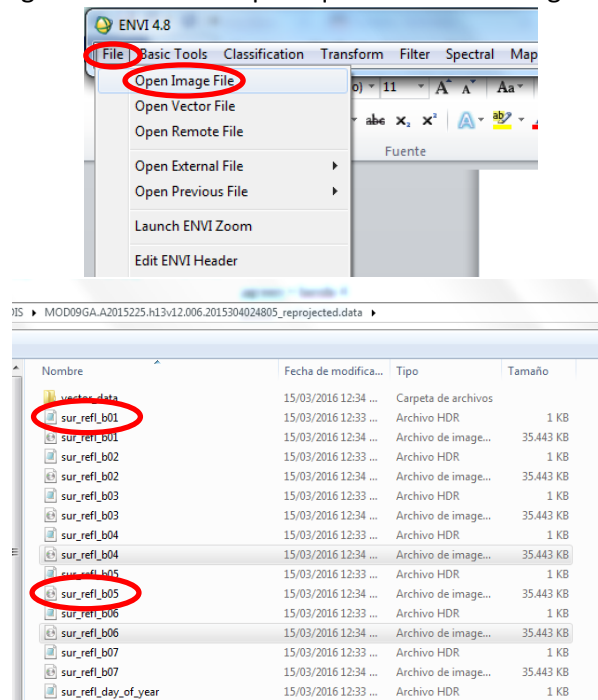 ENVI 4.8
File Basic Tools Classification Transform Filter Spectral Map
Open Image File
Open Vector File
Open Remote File
Open External File
Open Previous File
Launch ENVI Zoom
Edit ENVI Header
11 A A Aa
abc x₂ x²
Fuente
MOD09GA.A2015225.h13v12.006.2015304024805_reprojected.data
Nombre Fecha de modifica... Tipo Tamaño
vector_data 15/03/2016 12:34 ... Carpeta de archivos
sur_refl_b01 15/03/2016 12:33 ... Archivo HDR 1 KB
sur_refl_b01 15/03/2016 12:34 ... Archivo de image... 35.443 KB
sur_refl_b02 15/03/2016 12:33 ... Archivo HDR 1 KB
sur_refl_b02 15/03/2016 12:34 ... Archivo de image... 35.443 KB
sur_refl_b03 15/03/2016 12:33 ... Archivo HDR 1 KB
sur_refl_b03 15/03/2016 12:34 ... Archivo de image... 35.443 KB
sur_refl_b04 15/03/2016 12:33 ... Archivo HDR 1 KB
sur_refl_b04 15/03/2016 12:34 ... Archivo de image... 35.443 KB
sur_refl_b05 15/03/2016 12:33 ... Archivo HDR 1 KB
sur_refl_b05 15/03/2016 12:34 ... Archivo de image... 35.443 KB
sur_refl_b06 15/03/2016 12:33 ... Archivo HDR 1 KB
sur_refl_b06 15/03/2016 12:34 ... Archivo de image... 35.443 KB
sur_refl_b07 15/03/2016 12:33 ... Archivo HDR 1 KB
sur_refl_b07 15/03/2016 12:34 ... Archivo de image... 35.443 KB
sur_refl_day_of_year 15/03/2016 12:33 ... Archivo HDR 1 KB